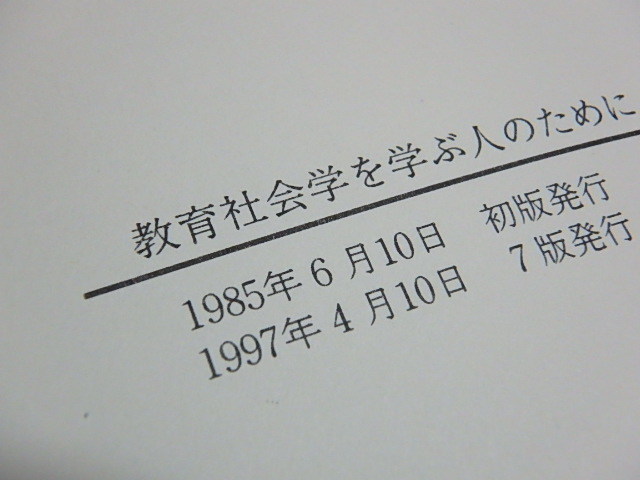 教育社会学を学ぶ人のために
1985年 6 月10日　初版発行
1997年 4 月10日　7 版発行